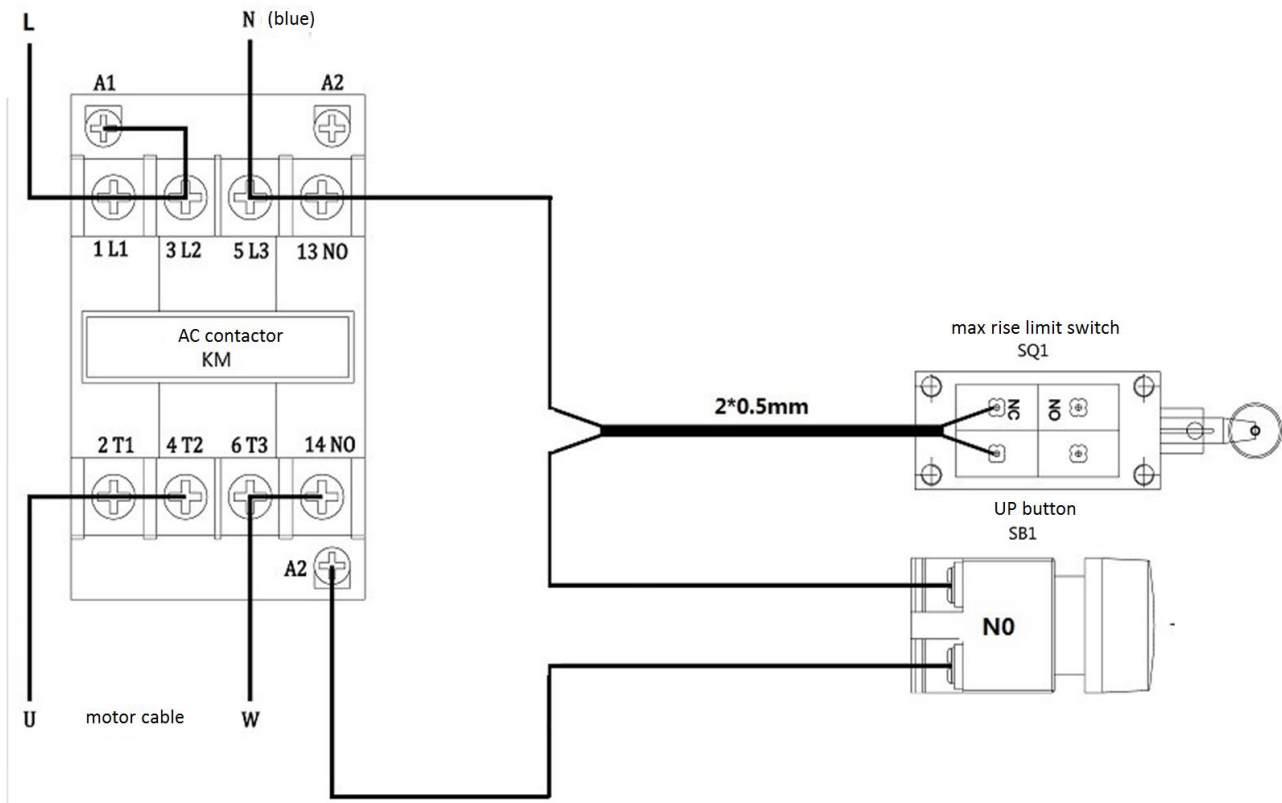 L
N (blue)
A1
A2
1 L1
3 L2
5 L3
13 NO
AC contactor
KM
max rise limit switch
SQ1
2*0.5mm
NC
NO
2 T1
4 T2
6 T3
14 NO
UP button
SB1
A2
N0
U
motor cable
W